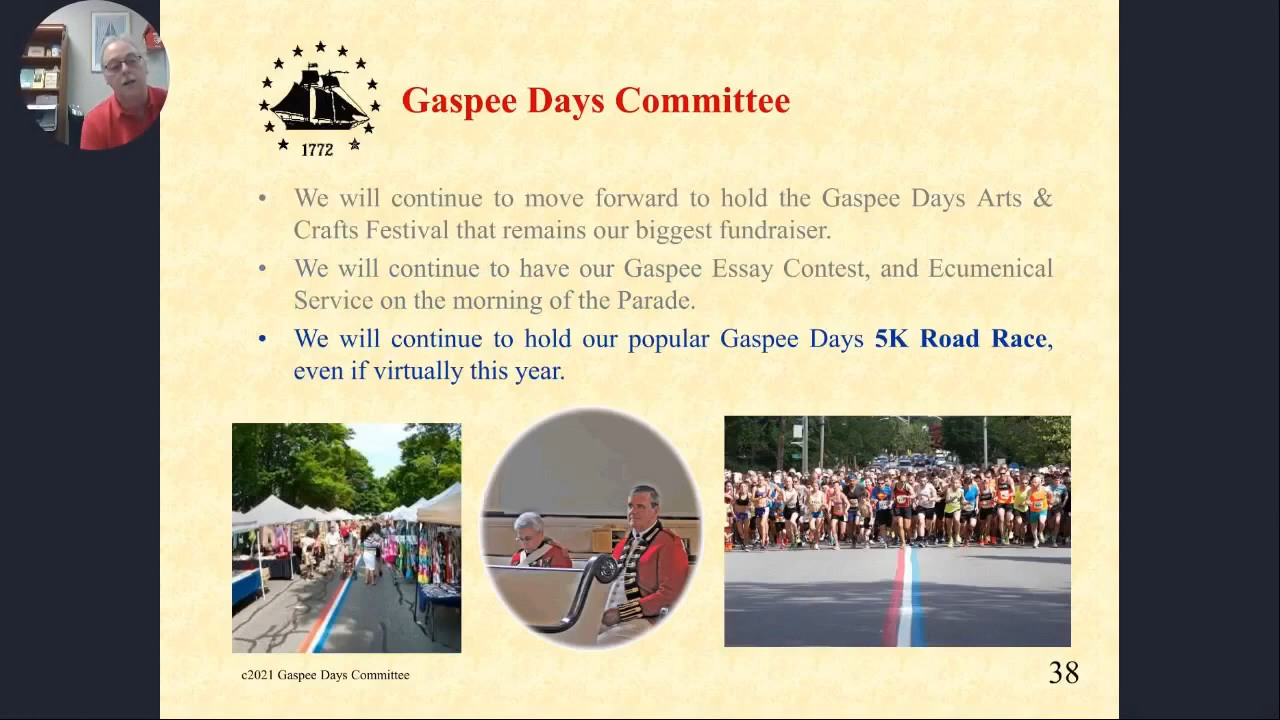 Gaspee Days Committee
1772
• We will continue to move forward to hold the Gaspee Days Arts &
Crafts Festival that remains our biggest fundraiser.
• We will continue to have our Gaspee Essay Contest, and Ecumenical
Service on the morning of the Parade.
• We will continue to hold our popular Gaspee Days 5K Road Race,
even if virtually this year.
c2021 Gaspee Days Committee
38